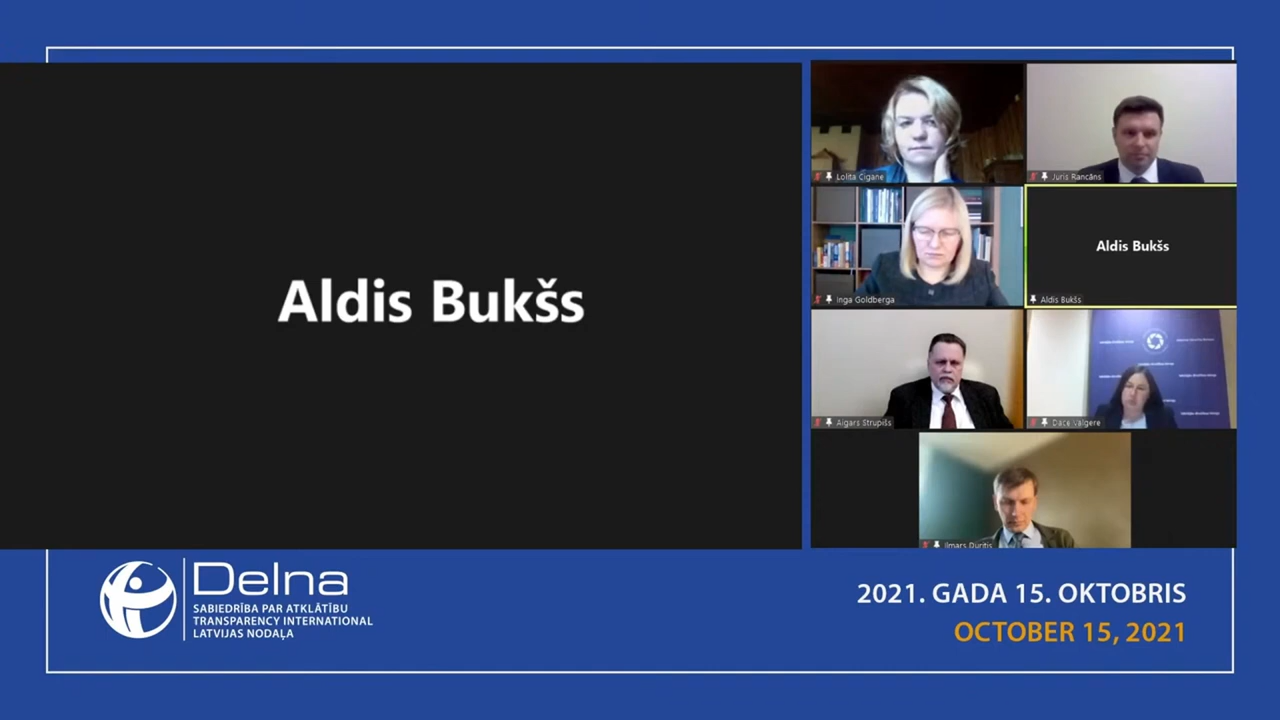 Aldis Bukšs
Lolita Čigane
Juris Rancāns
Inga Goldberga
Aldis Bukšs
Aldis Bukšs
Aigars Strupišs
Dace Valgere
Ilmārs Dūrītis
Delna
SABIEDRĪBA PAR ATKLĀTĪBU
TRANSPARENCY INTERNATIONAL
LATVIJAS NODAĻA
2021. GADA 15. OKTOBRIS
OCTOBER 15, 2021